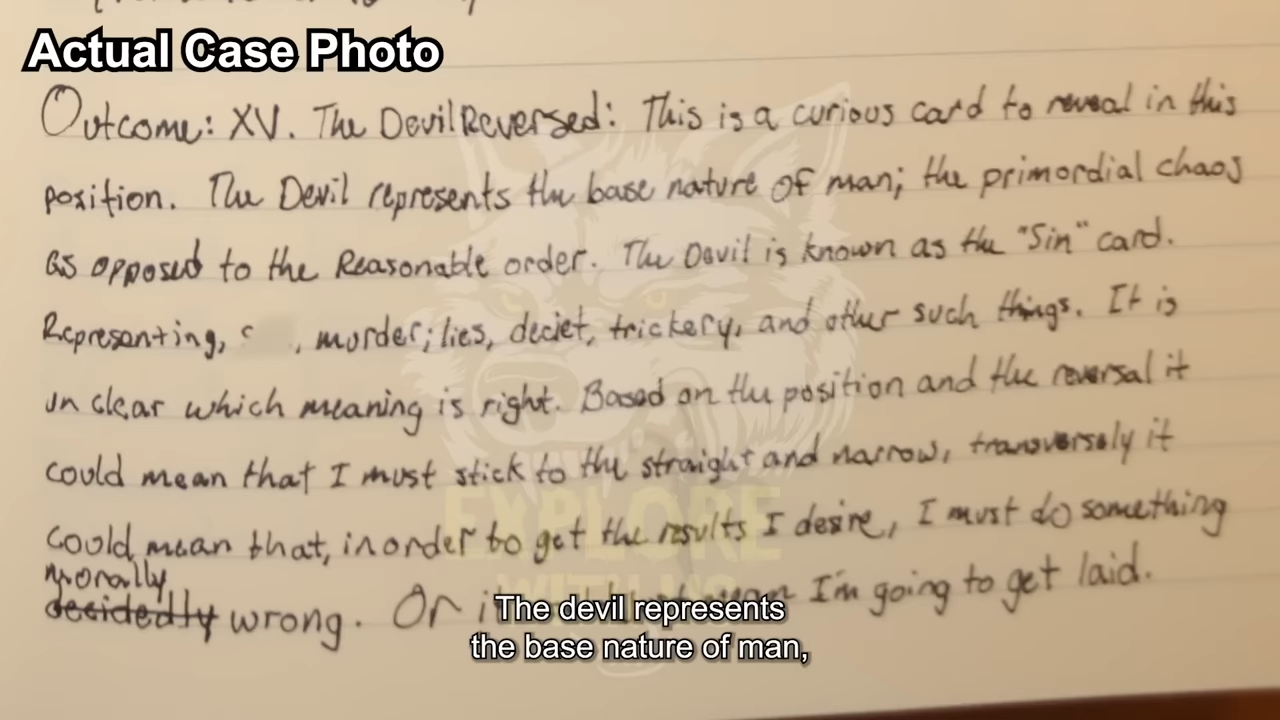 Actual Case Photo
Outcome: XV. The Devil Reversed: This is a curious card to reveal in this
position. The Devil represents the base nature of man; the primordial chaos
as opposed to the Reasonable order. The Devil is known as the "Sin" card.
Representing, murder; lies, deciet, trickery, and other such things. It is
unclear which meaning is right. Based on the position and the reversal it
could mean that I must stick to the straight and narrow, transversely it
could mean that, in order to get the results I desire, I must do something
morally
decidedly wrong. Or I'm going to get laid.
EXPLORE
WITH US
The devil represents
the base nature of man,